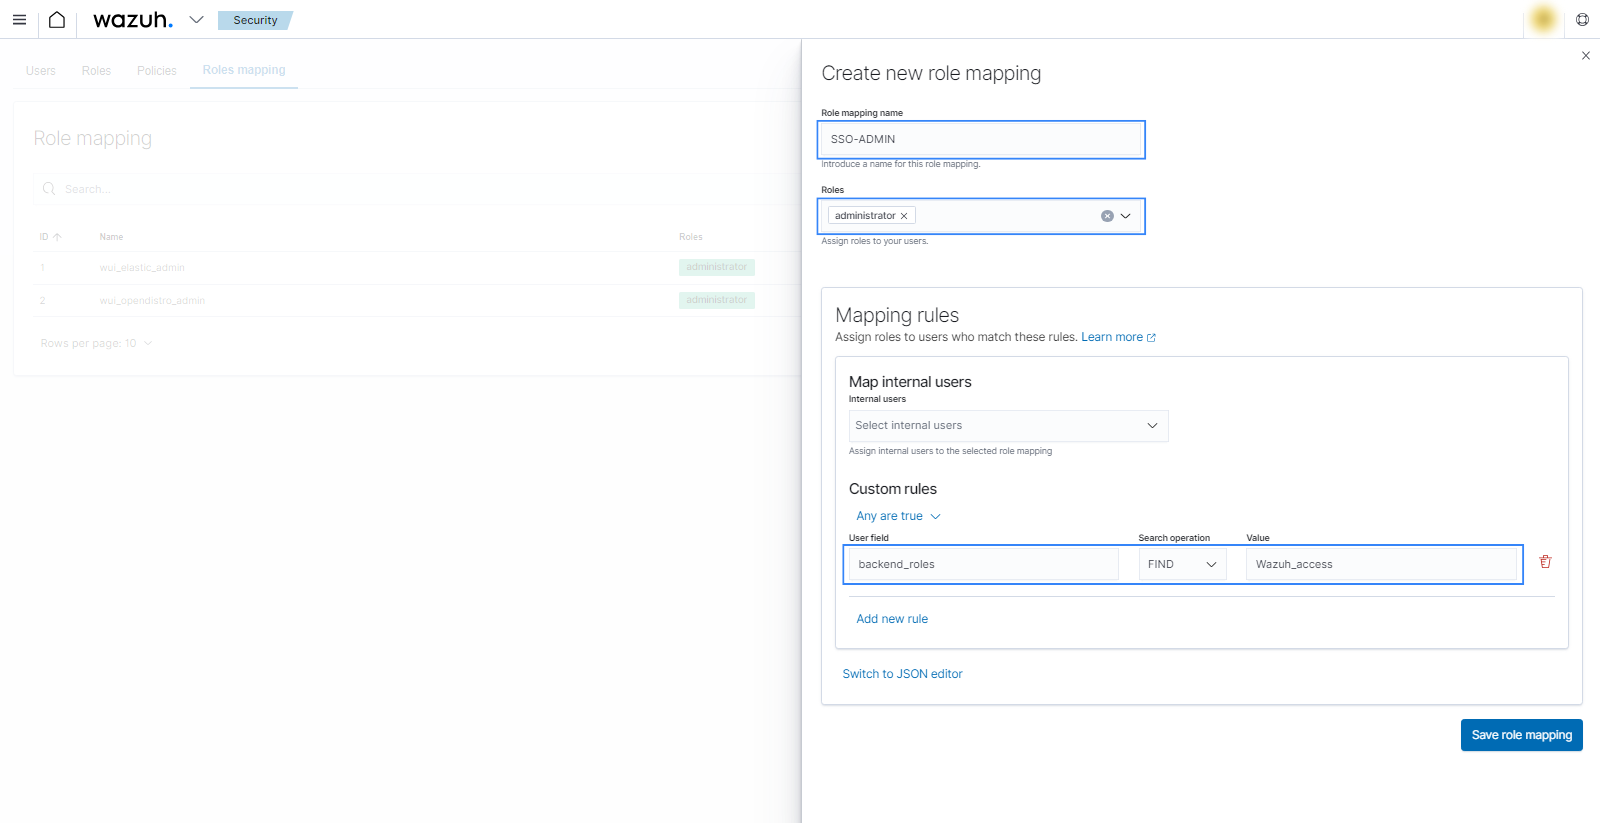 wazuh. Security
Users Roles Policies Roles mapping
Role mapping
Search...
ID Name Roles
1 wui_elastic_admin administrator
2 wui_opendistro_admin administrator
Rows per page: 10
Create new role mapping
Role mapping name
SSO-ADMIN
Introduce a name for this role mapping.
Roles
administrator
Assign roles to your users.
Mapping rules
Assign roles to users who match these rules. Learn more
Map internal users
Internal users
Select internal users
Assign internal users to the selected role mapping
Custom rules
Any are true
User field Search operation Value
backend_roles FIND Wazuh_access
Add new rule
Switch to JSON editor
Save role mapping